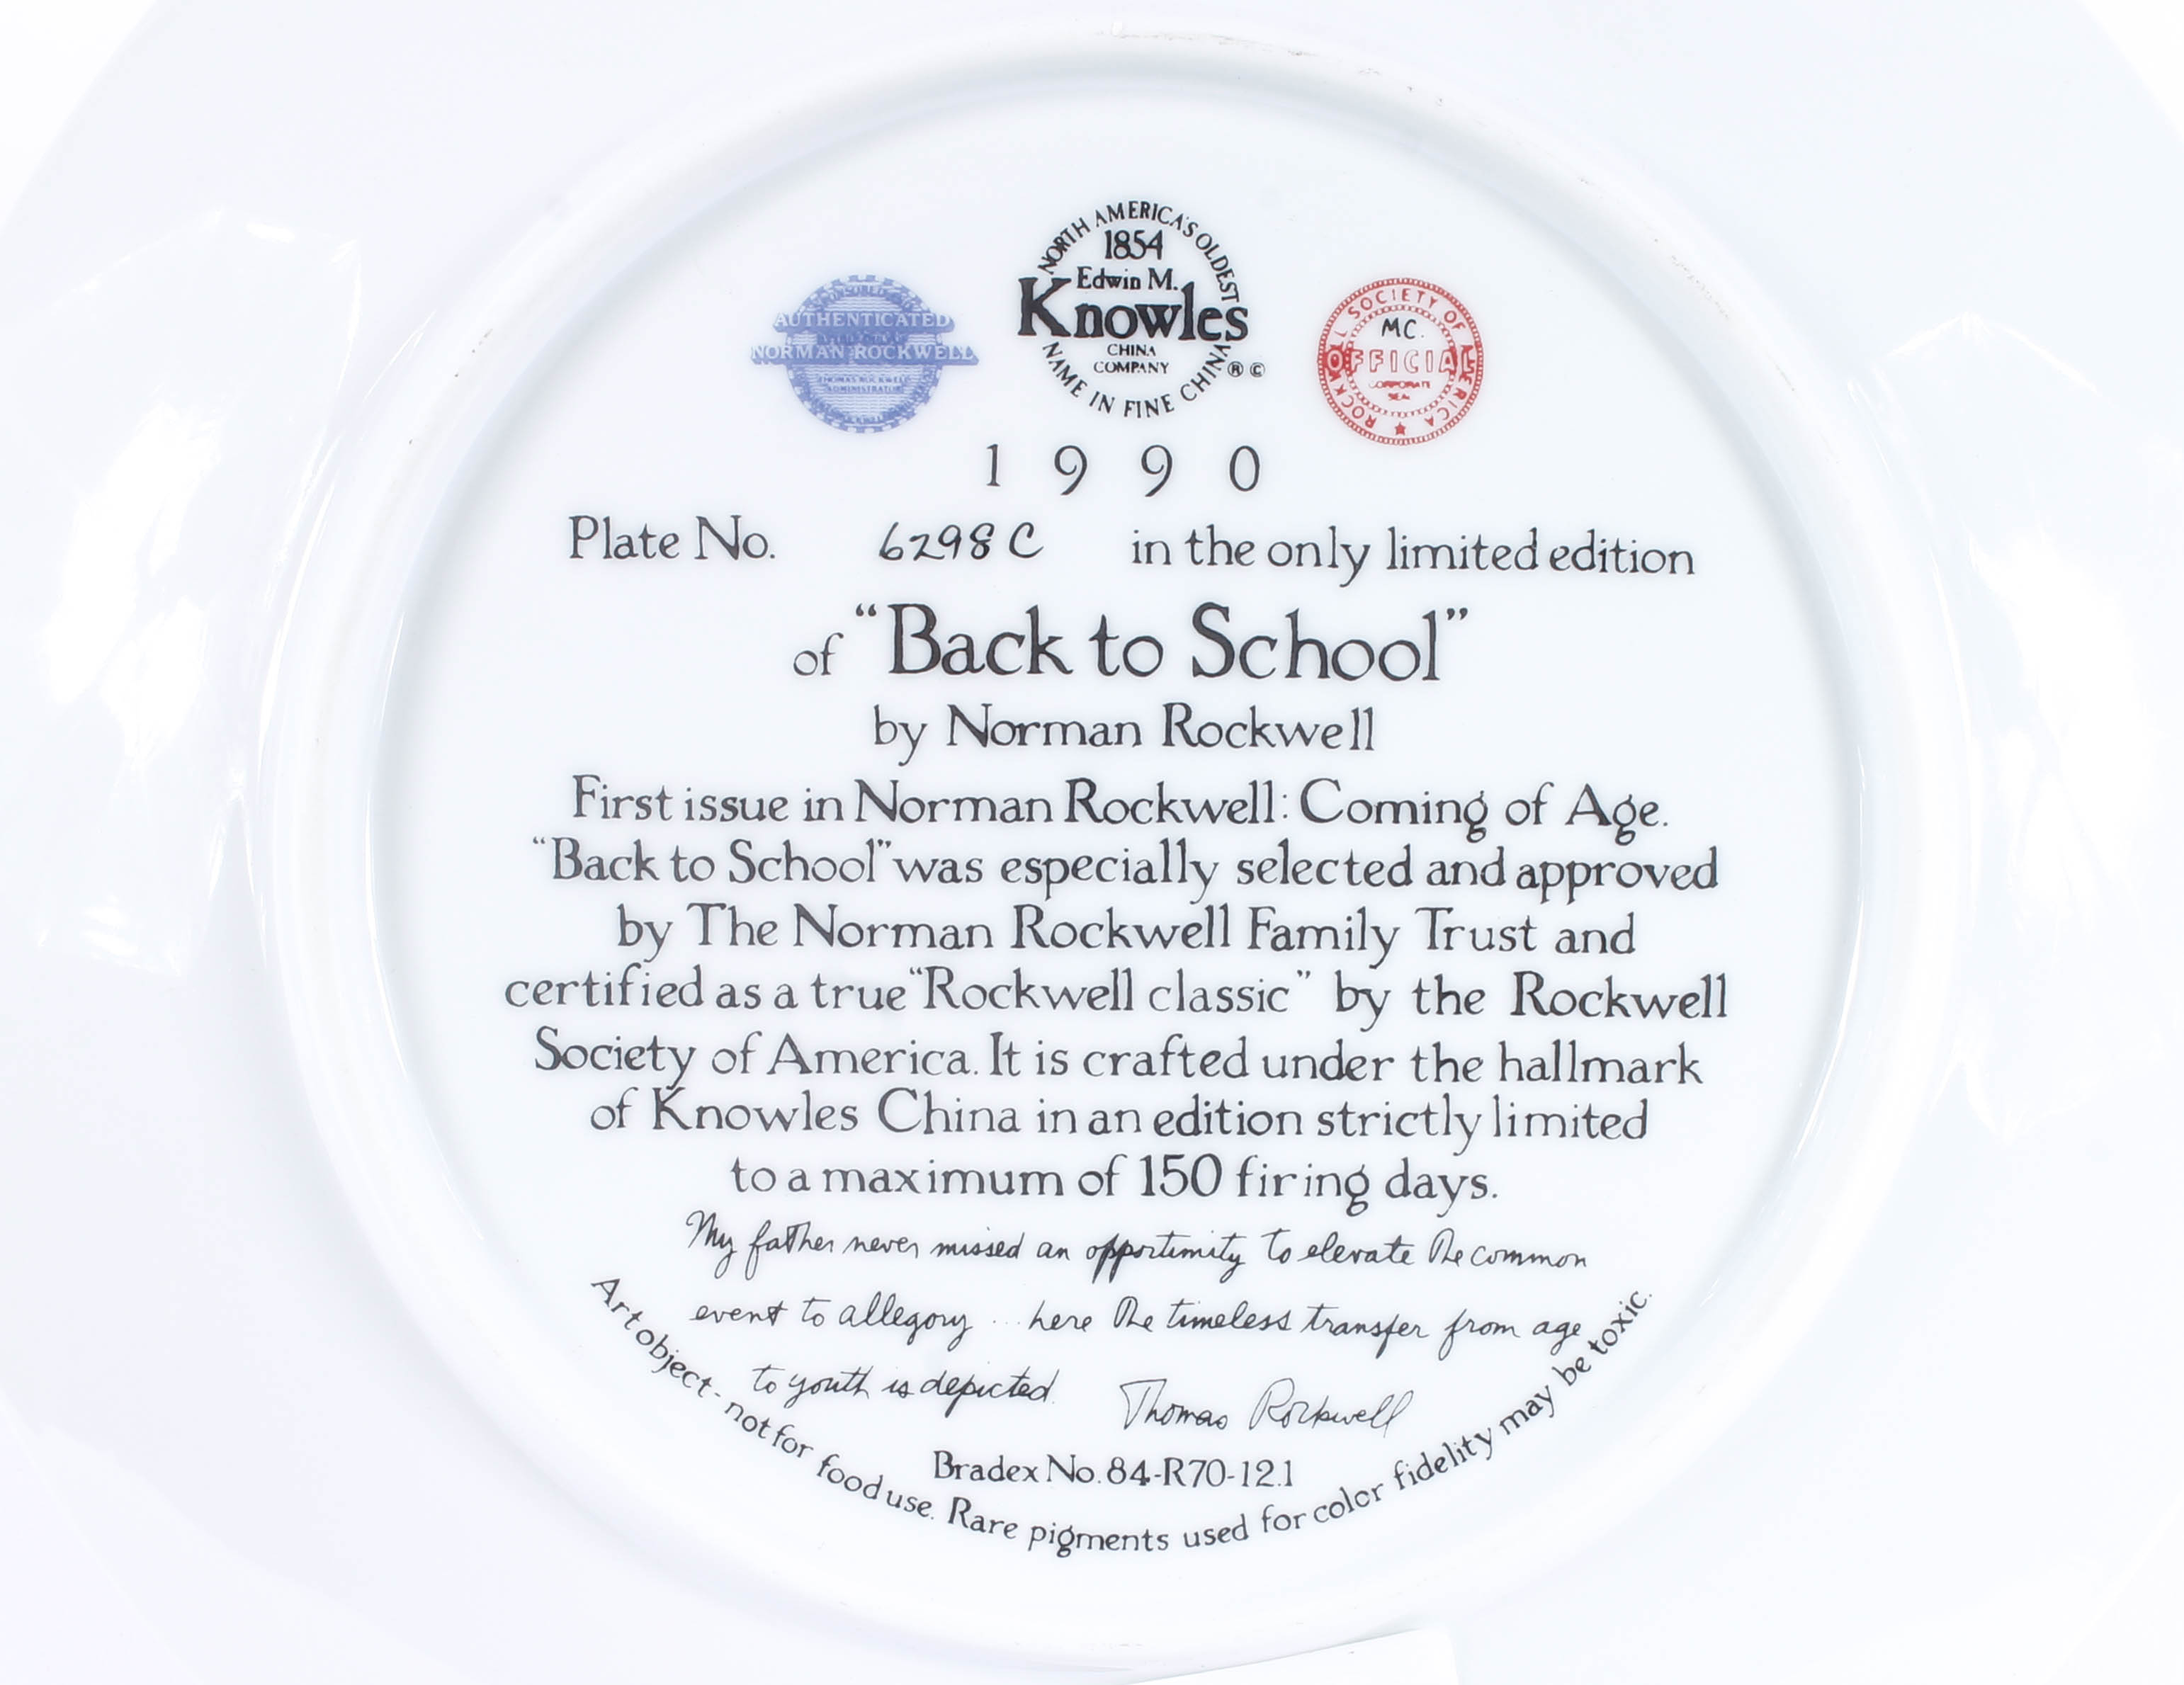 NORTH AMERICA'S OLDEST
1854
Edwin M.
Knowles
CHINA
COMPANY
NAME IN FINE CHINA
® ©
AUTHENTICATED
NORMAN ROCKWELL
THOMAS ROCKWELL
ADMINISTRATOR
ROCKWELL SOCIETY OF AMERICA
MC.
OFFICIAL
CORPORATE
SEAL
1990
Plate No. 6298C in the only limited edition
of “Back to School”
by Norman Rockwell
First issue in Norman Rockwell: Coming of Age.
“Back to School” was especially selected and approved
by The Norman Rockwell Family Trust and
certified as a true “Rockwell classic” by the Rockwell
Society of America. It is crafted under the hallmark
of Knowles China in an edition strictly limited
to a maximum of 150 firing days.
My father never missed an opportunity to elevate the common
event to allegory ... here the timeless transfer from age
to youth is depicted. Thomas Rockwell
Bradex No. 84-R70-12.1
Art object - not for food use. Rare pigments used for color fidelity may be toxic.